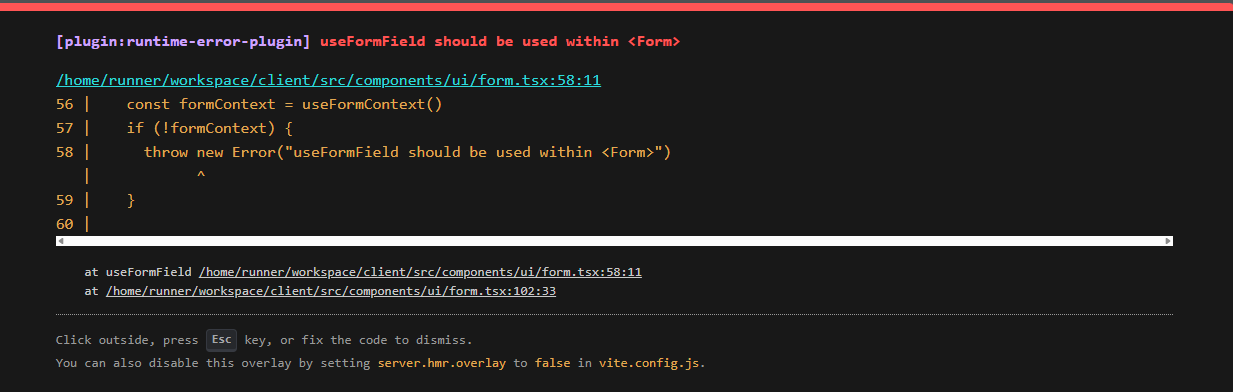 [plugin:runtime-error-plugin] useFormField should be used within <Form>
/home/runner/workspace/client/src/components/ui/form.tsx:58:11
56 |    const formContext = useFormContext()
57 |    if (!formContext) {
58 |      throw new Error("useFormField should be used within <Form>")
   |            ^
59 |    }
60 |
at useFormField /home/runner/workspace/client/src/components/ui/form.tsx:58:11
at /home/runner/workspace/client/src/components/ui/form.tsx:102:33
Click outside, press Esc key, or fix the code to dismiss.
You can also disable this overlay by setting server.hmr.overlay to false in vite.config.js.